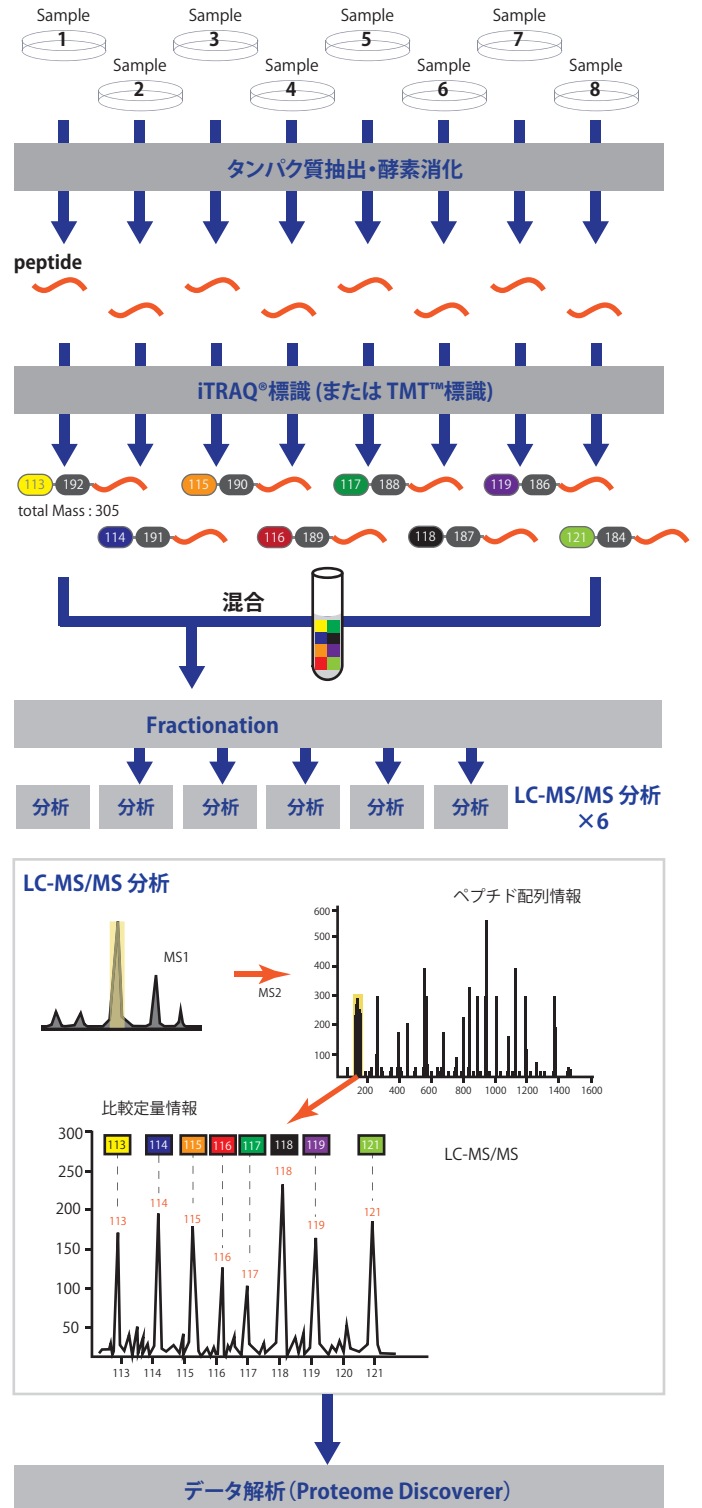 Sample
1
Sample
3
Sample
5
Sample
7
Sample
2
Sample
4
Sample
6
Sample
8
タンパク質抽出・酵素消化
peptide
iTRAQ®標識 (または TMT™標識)
113 192
115 190
117 188
119 186
total Mass : 305
114 191
116 189
118 187
121 184
混合
Fractionation
分析 分析 分析 分析 分析 分析
LC-MS/MS 分析
×6
LC-MS/MS 分析
MS1
MS2
ペプチド配列情報
600
500
400
300
200
100
200 400 600 800 1000 1200 1400 1600
比較定量情報
LC-MS/MS
113 114 115 116 117 118 119 121
300
250
200
150
100
50
113
114
115
116
117
118
119
121
113 114 115 116 117 118 119 120 121
データ解析(Proteome Discoverer)